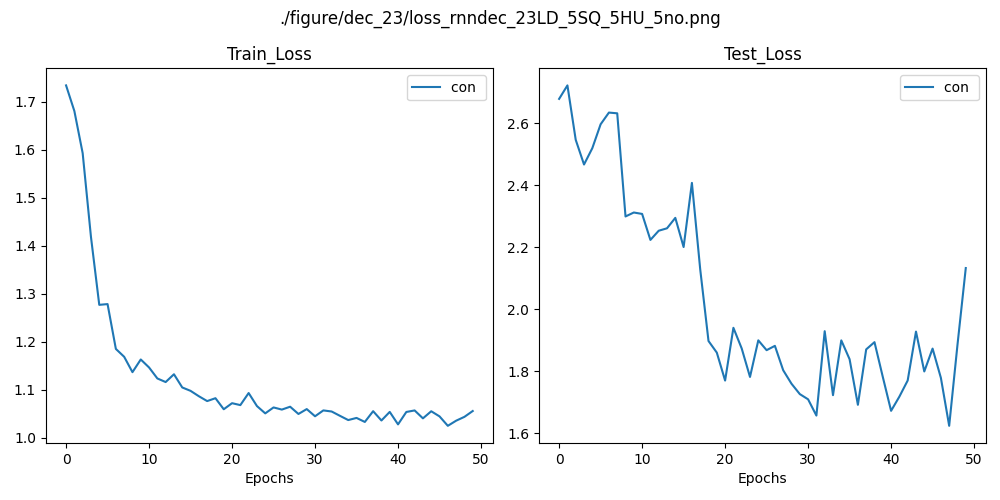 ./figure/dec_23/loss_rnndec_23LD_5SQ_5HU_5no.png
Train_Loss
con
1.7
1.6
1.5
1.4
1.3
1.2
1.1
1.0
0 10 20 30 40 50
Epochs
Test_Loss
con
2.6
2.4
2.2
2.0
1.8
1.6
0 10 20 30 40 50
Epochs